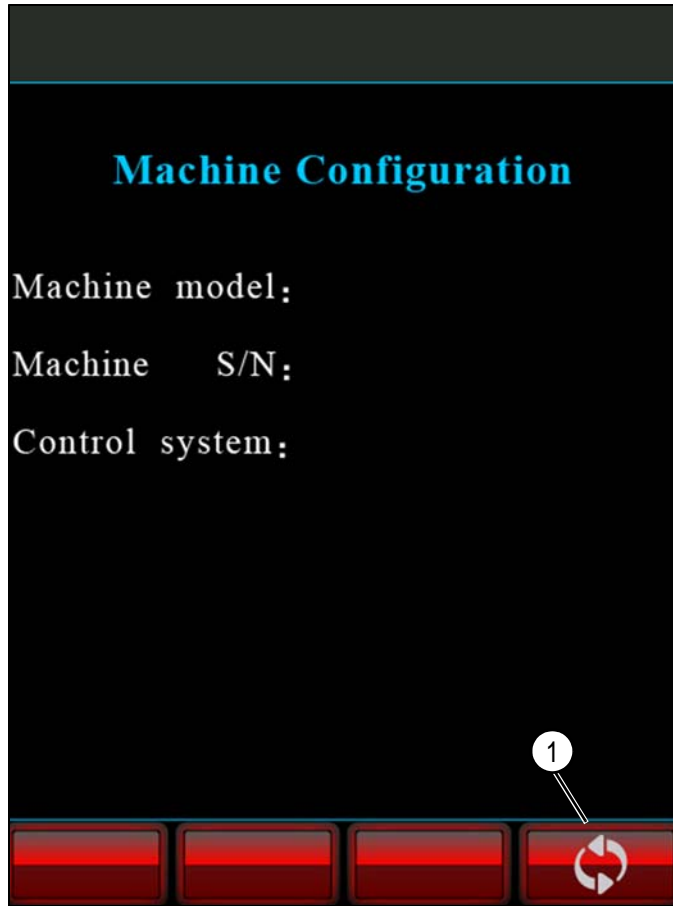 Machine Configuration
Machine model：
Machine S/N：
Control system：
1